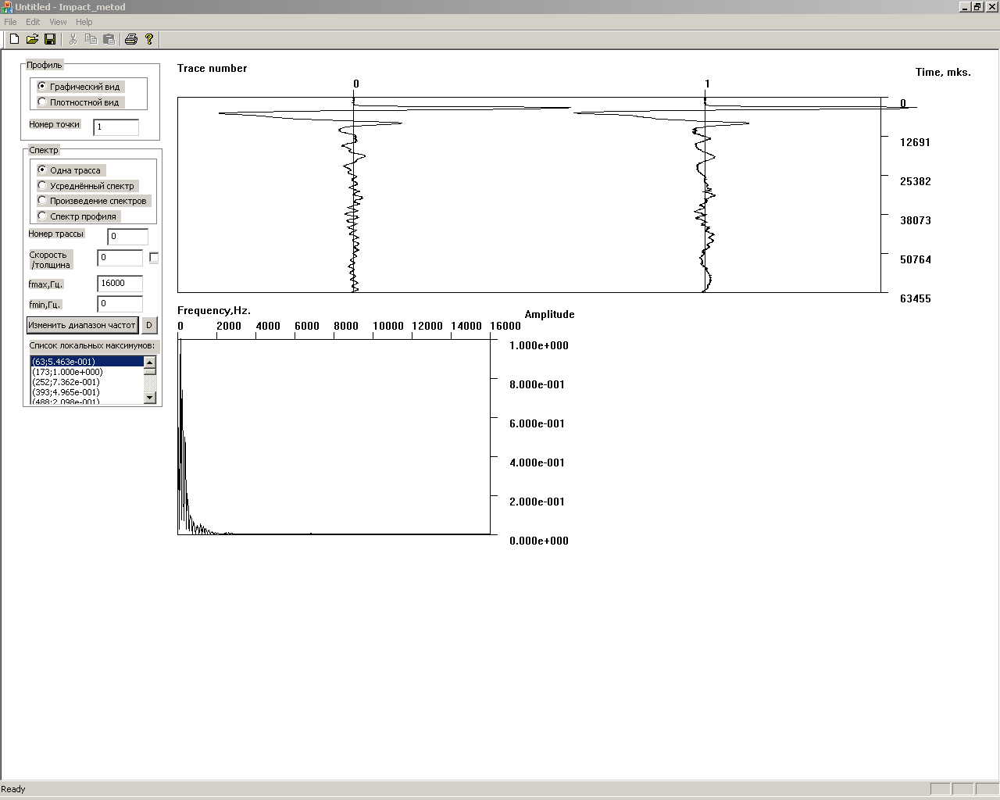 Untitled - Impact_metod
File Edit View Help
Профиль
Графический вид
Плотностной вид
Номер точки 1
Спектр
Одна трасса
Усреднённый спектр
Произведение спектров
Спектр профиля
Номер трассы 0
Скорость
/толщина 0
fmax,Гц. 16000
fmin,Гц. 0
Изменить диапазон частот D
Список локальных максимумов:
(63;5.463e-001)
(173;1.000e+000)
(252;7.362e-001)
(393;4.965e-001)
(488;2.098e-001)
Trace number
0 1
Time, mks.
0
12691
25382
38073
50764
63455
Frequency,Hz.
0 2000 4000 6000 8000 10000 12000 14000 16000
Amplitude
1.000e+000
8.000e-001
6.000e-001
4.000e-001
2.000e-001
0.000e+000
Ready